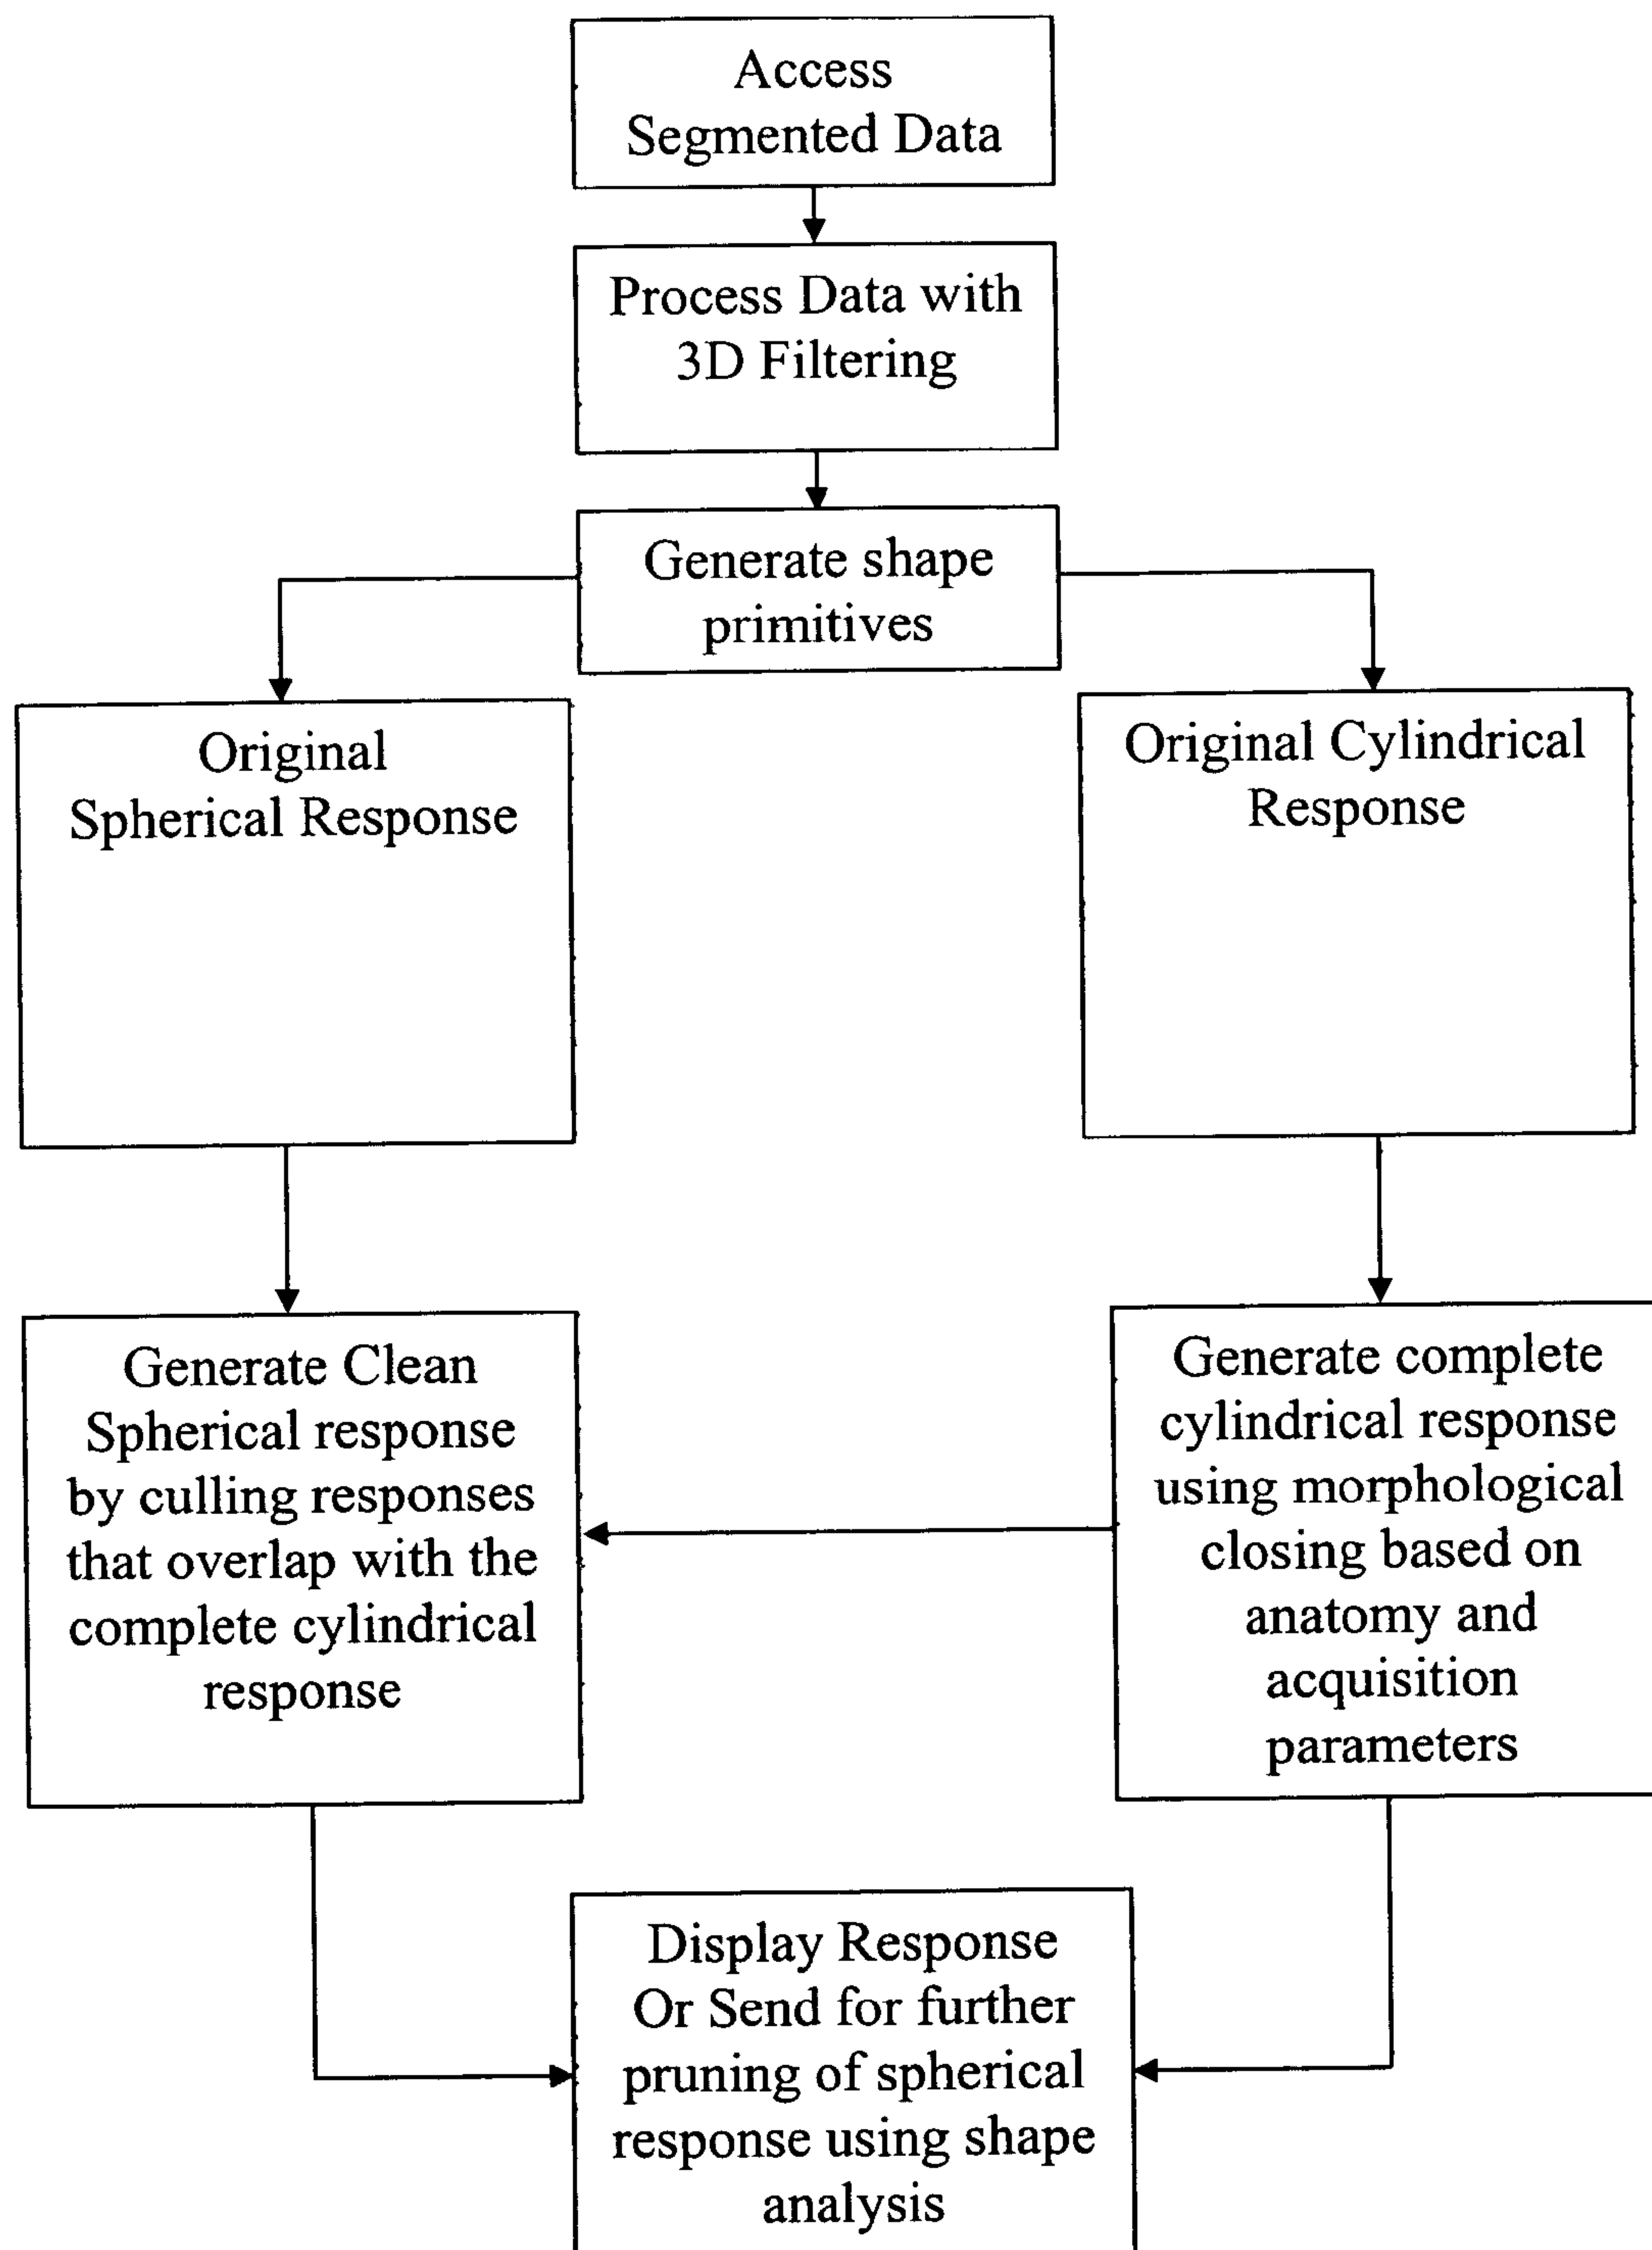 Access
Segmented Data
Process Data with
3D Filtering
Generate shape
primitives
Original
Spherical Response
Original Cylindrical
Response
Generate Clean
Spherical response
by culling responses
that overlap with the
complete cylindrical
response
Generate complete
cylindrical response
using morphological
closing based on
anatomy and
acquisition
parameters
Display Response
Or Send for further
pruning of spherical
response using shape
analysis